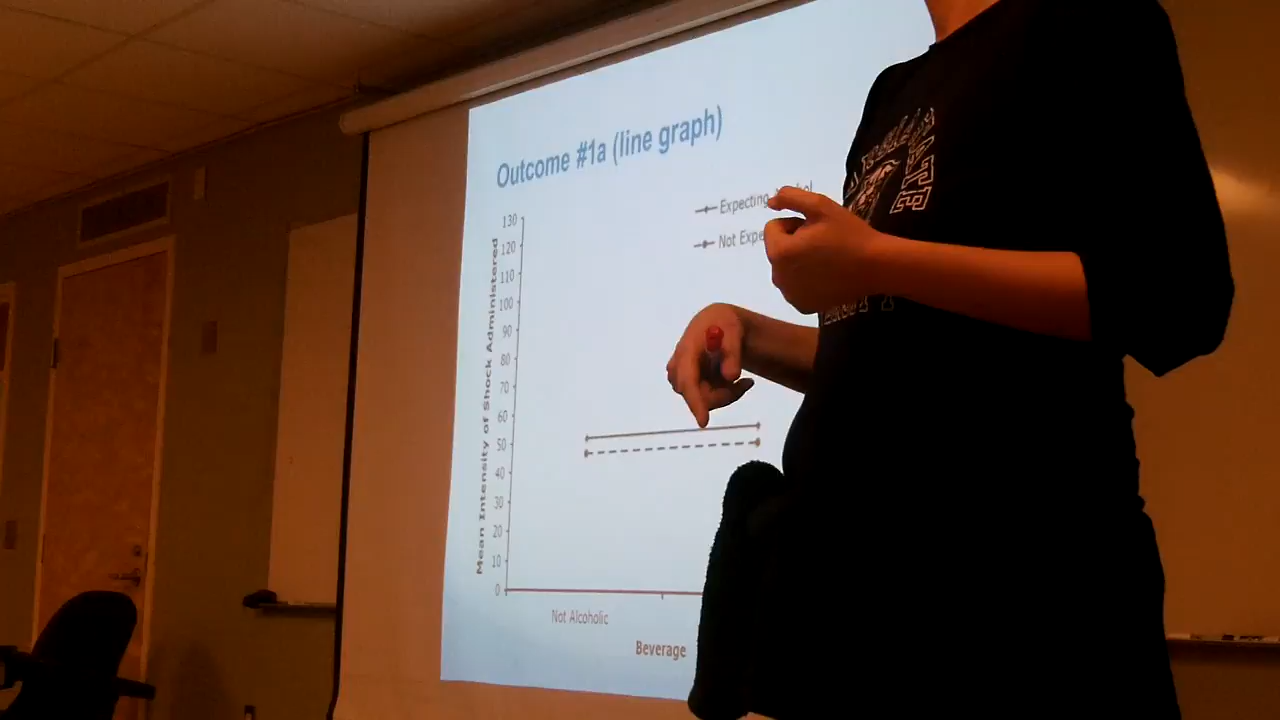 Outcome #1a (line graph)
Expecting
Not Expe
130
120
110
100
90
80
70
60
50
40
30
20
10
0
Mean Intensity of Shock Administered
Not Alcoholic
Beverage